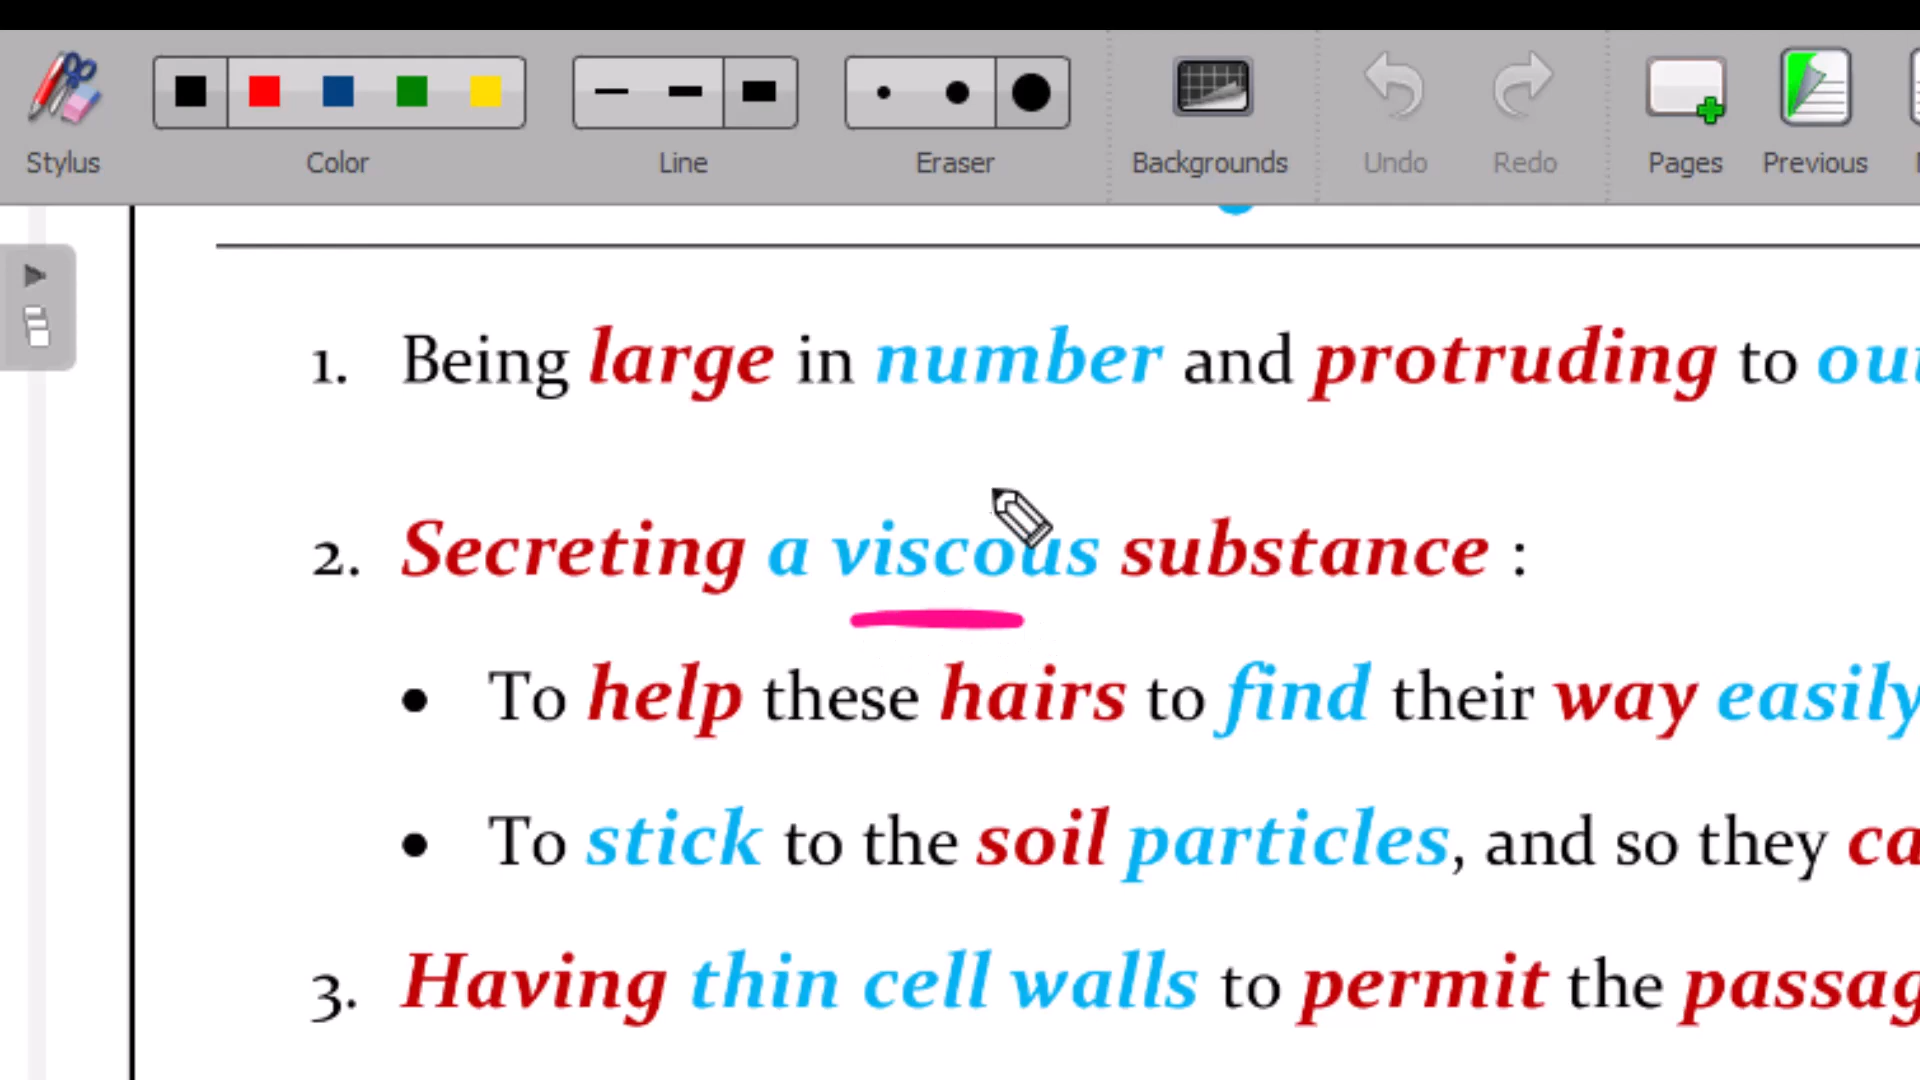 Stylus Color Line Eraser Backgrounds Undo Redo Pages Previous
1. Being large in number and protruding to
2. Secreting a viscous substance :
• To help these hairs to find their way easily
• To stick to the soil particles, and so they
3. Having thin cell walls to permit the